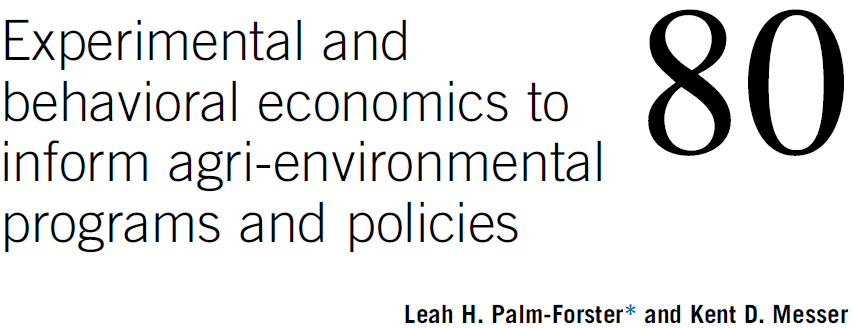 Experimental and
behavioral economics to
inform agri-environmental
programs and policies
80
Leah H. Palm-Forster* and Kent D. Messer